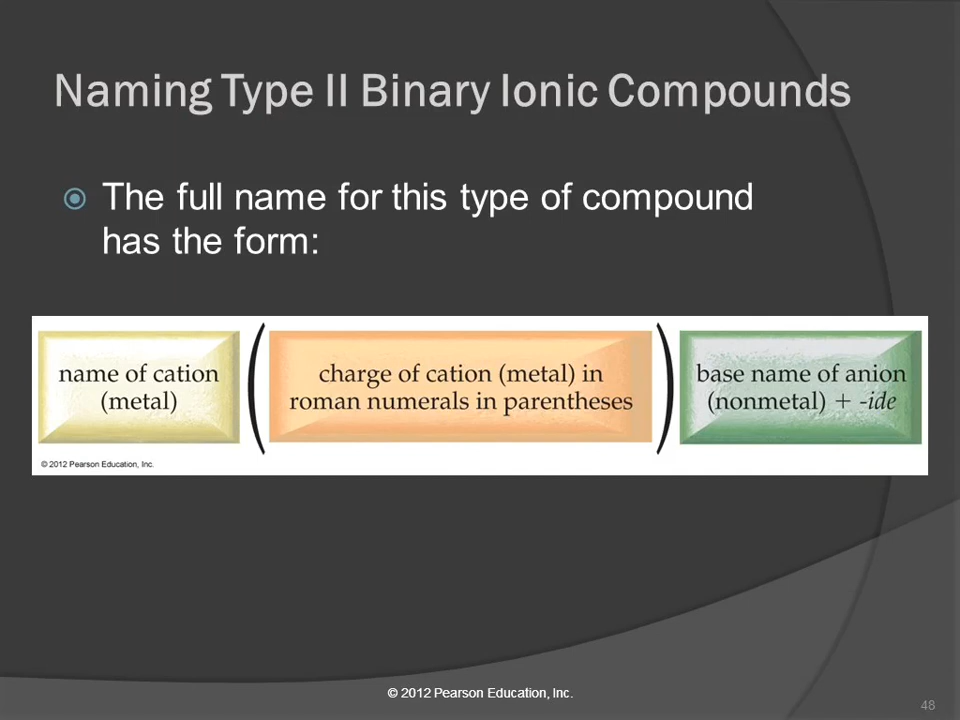 Naming Type II Binary Ionic Compounds
The full name for this type of compound
has the form:
name of cation
(metal)
(
charge of cation (metal) in
roman numerals in parentheses
)
base name of anion
(nonmetal) + -ide
© 2012 Pearson Education, Inc.
© 2012 Pearson Education, Inc.
48